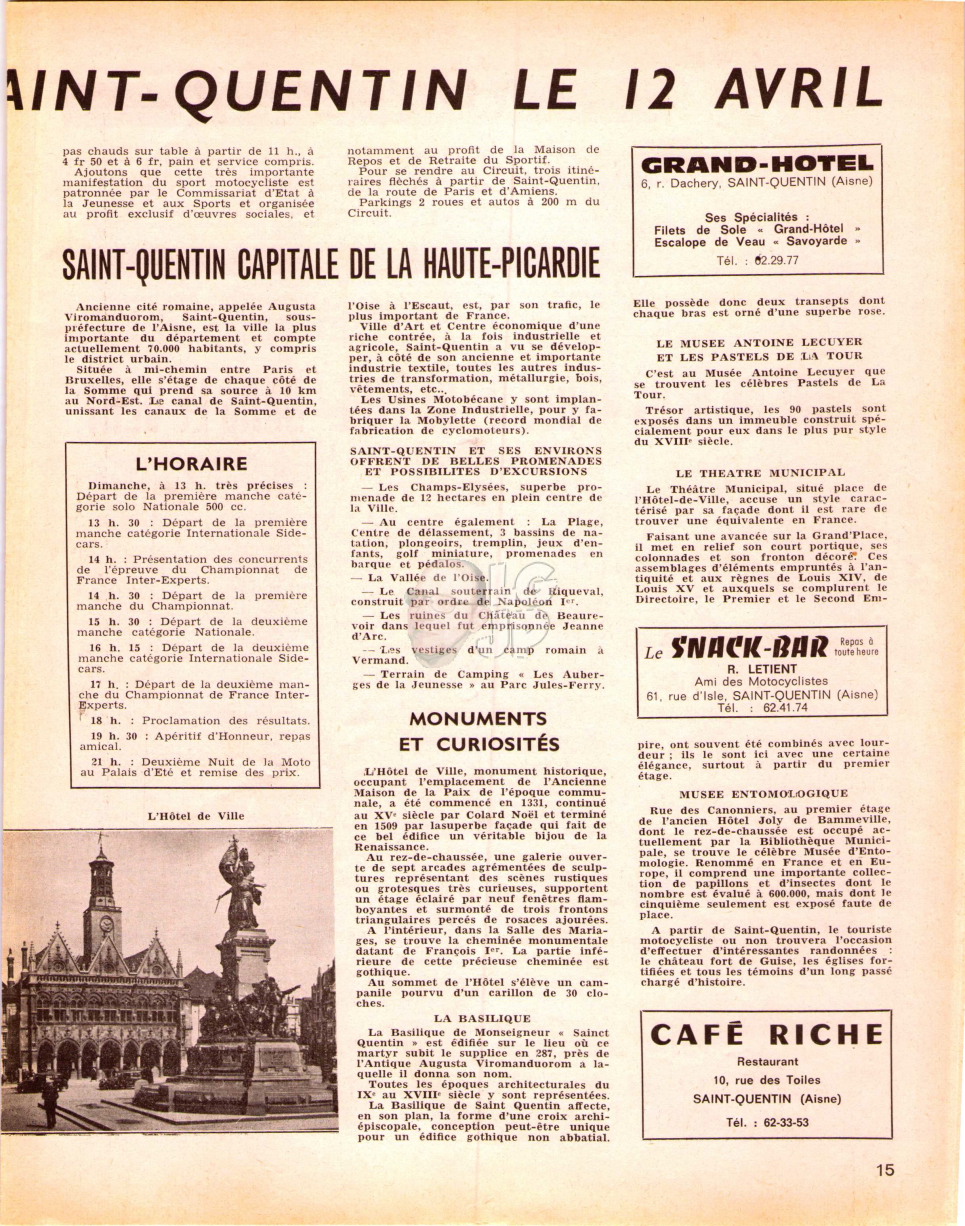 AINT-QUENTIN LE 12 AVRIL
pas chauds sur table à partir de 11 h., à
4 fr 50 et à 6 fr, pain et service compris.
Ajoutons que cette très importante
manifestation du sport motocycliste est
patronnée par le Commissariat d'Etat à
la Jeunesse et aux Sports et organisée
au profit exclusif d'œuvres sociales, et
notamment au profit de la Maison de
Repos et de Retraite du Sportif.
Pour se rendre au Circuit, trois itiné-
raires fléchés à partir de Saint-Quentin,
de la route de Paris et d'Amiens.
Parkings 2 roues et autos à 200 m du
Circuit.
GRAND-HOTEL
6, r. Dachery, SAINT-QUENTIN (Aisne)
Ses Spécialités :
Filets de Sole « Grand-Hôtel »
Escalope de Veau « Savoyarde »
Tél. : 62.29.77
SAINT-QUENTIN CAPITALE DE LA HAUTE-PICARDIE
Ancienne cité romaine, appelée Augusta
Viromanduorom, Saint-Quentin, sous-
préfecture de l'Aisne, est la ville la plus
importante du département et compte
actuellement 70.000 habitants, y compris
le district urbain.
Située à mi-chemin entre Paris et
Bruxelles, elle s'étage de chaque côté de
la Somme qui prend sa source à 10 km
au Nord-Est. Le canal de Saint-Quentin,
unissant les canaux de la Somme et de
L'HORAIRE
Dimanche, à 13 h. très précises :
Départ de la première manche caté-
gorie solo Nationale 500 cc.
13 h. 30 : Départ de la première
manche catégorie Internationale Side-
cars.
14 h. : Présentation des concurrents
de l'épreuve du Championnat de
France Inter-Experts.
14 h. 30 : Départ de la première
manche du Championnat.
15 h. 30 : Départ de la deuxième
manche catégorie Nationale.
16 h. 15 : Départ de la deuxième
manche catégorie Internationale Side-
cars.
17 h. : Départ de la deuxième man-
che du Championnat de France Inter-
Experts.
18 h. : Proclamation des résultats.
19 h. 30 : Apéritif d'Honneur, repas
amical.
21 h. : Deuxième Nuit de la Moto
au Palais d'Eté et remise des prix.
L'Hôtel de Ville
l'Oise à l'Escaut, est, par son trafic, le
plus important de France.
Ville d'Art et Centre économique d'une
riche contrée, à la fois industrielle et
agricole, Saint-Quentin a vu se dévelop-
per, à côté de son ancienne et importante
industrie textile, toutes les autres indus-
tries de transformation, métallurgie, bois,
vêtements, etc..
Les Usines Motobécane y sont implan-
tées dans la Zone Industrielle, pour y fa-
briquer la Mobylette (record mondial de
fabrication de cyclomoteurs).
SAINT-QUENTIN ET SES ENVIRONS
OFFRENT DE BELLES PROMENADES
ET POSSIBILITES D'EXCURSIONS
— Les Champs-Elysées, superbe pro-
menade de 12 hectares en plein centre de
la Ville.
— Au centre également : La Plage,
Centre de délassement, 3 bassins de na-
tation, plongeoirs, tremplin, jeux d'en-
fants, golf miniature, promenades en
barque et pédalos.
— La Vallée de l'Oise.
— Le Canal souterrain de Riqueval,
construit par ordre de Napoléon Ier.
— Les ruines du Château de Beaure-
voir dans lequel fut emprisonnée Jeanne
d'Arc.
— Les vestiges d'un camp romain à
Vermand.
— Terrain de Camping « Les Auber-
ges de la Jeunesse » au Parc Jules-Ferry.
MONUMENTS
ET CURIOSITÉS
L'Hôtel de Ville, monument historique,
occupant l'emplacement de l'Ancienne
Maison de la Paix de l'époque commu-
nale, a été commencé en 1331, continué
au XVe siècle par Colard Noël et terminé
en 1509 par lasuperbe façade qui fait de
ce bel édifice un véritable bijou de la
Renaissance.
Au rez-de-chaussée, une galerie ouver-
te de sept arcades agrémentées de sculp-
tures représentant des scènes rustiques
ou grotesques très curieuses, supportent
un étage éclairé par neuf fenêtres flam-
boyantes et surmonté de trois frontons
triangulaires percés de rosaces ajourées.
A l'intérieur, dans la Salle des Maria-
ges, se trouve la cheminée monumentale
datant de François Ier. La partie infé-
rieure de cette précieuse cheminée est
gothique.
Au sommet de l'Hôtel s'élève un cam-
panile pourvu d'un carillon de 30 clo-
ches.
LA BASILIQUE
La Basilique de Monseigneur « Sainct
Quentin » est édifiée sur le lieu où ce
martyr subit le supplice en 287, près de
l'Antique Augusta Viromanduorom a la-
quelle il donna son nom.
Toutes les époques architecturales du
IXe au XVIIIe siècle y sont représentées.
La Basilique de Saint Quentin affecte,
en son plan, la forme d'une croix archi-
épiscopale, conception peut-être unique
pour un édifice gothique non abbatial.
Elle possède donc deux transepts dont
chaque bras est orné d'une superbe rose.
LE MUSEE ANTOINE LECUYER
ET LES PASTELS DE LA TOUR
C'est au Musée Antoine Lecuyer que
se trouvent les célèbres Pastels de La
Tour.
Trésor artistique, les 90 pastels sont
exposés dans un immeuble construit spé-
cialement pour eux dans le plus pur style
du XVIIIe siècle.
LE THEATRE MUNICIPAL
Le Théâtre Municipal, situé place de
l'Hôtel-de-Ville, accuse un style carac-
térisé par sa façade dont il est rare de
trouver une équivalente en France.
Faisant une avancée sur la Grand'Place,
il met en relief son court portique, ses
colonades et son fronton décoré. Ces
assemblages d'éléments empruntés à l'an-
tiquité et aux règnes de Louis XIV, de
Louis XV et auxquels se complurent le
Directoire, le Premier et le Second Em-
Le SNACK-BAR Repas à
toute heure
R. LETIENT
Ami des Motocyclistes
61, rue d'Isle, SAINT-QUENTIN (Aisne)
Tél. : 62.41.74
pire, ont souvent été combinés avec lour-
deur ; ils le sont ici avec une certaine
élégance, surtout à partir du premier
étage.
MUSEE ENTOMOLOGIQUE
Rue des Canonniers, au premier étage
de l'ancien Hôtel Joly de Bammeville,
dont le rez-de-chaussée est occupé ac-
tuellement par la Bibliothèque Munici-
pale, se trouve le célèbre Musée d'Ento-
mologie. Renommé en France et en Eu-
rope, il comprend une importante collec-
tion de papillons et d'insectes dont le
nombre est évalué à 600.000, mais dont le
cinquième seulement est exposé faute de
place.
A partir de Saint-Quentin, le touriste
motocycliste ou non trouvera l'occasion
d'effectuer d'intéressantes randonnées :
le château fort de Guise, les églises for-
tifiées et tous les témoins d'un long passé
chargé d'histoire.
CAFÉ RICHE
Restaurant
10, rue des Toiles
SAINT-QUENTIN (Aisne)
Tél. : 62-33-53
15